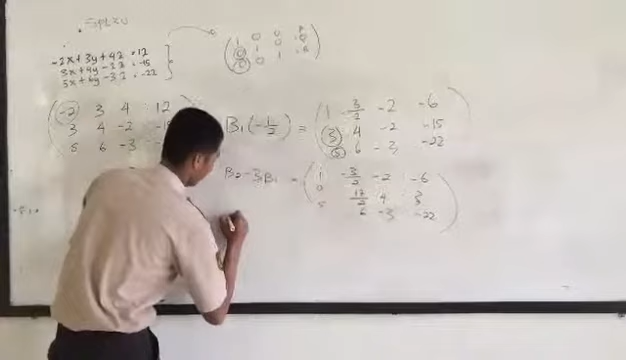 SPLXV
-2x + 3y + 4z = 12
3x + 4y - 2z = -15
5x + 6y - 3z = -22
1 0 0 P
0 1 0
0 0 1
-2 3 4 12
3 4 -2
5 6 -3
B₁(-1/2) =
1 3/2 -2 -6
3 4 -2 -15
5 6 -3 -22
B₂ - 3B₁ =
1 -3/2 -2 -6
0 17/2 4 3
5 6 -3 -22